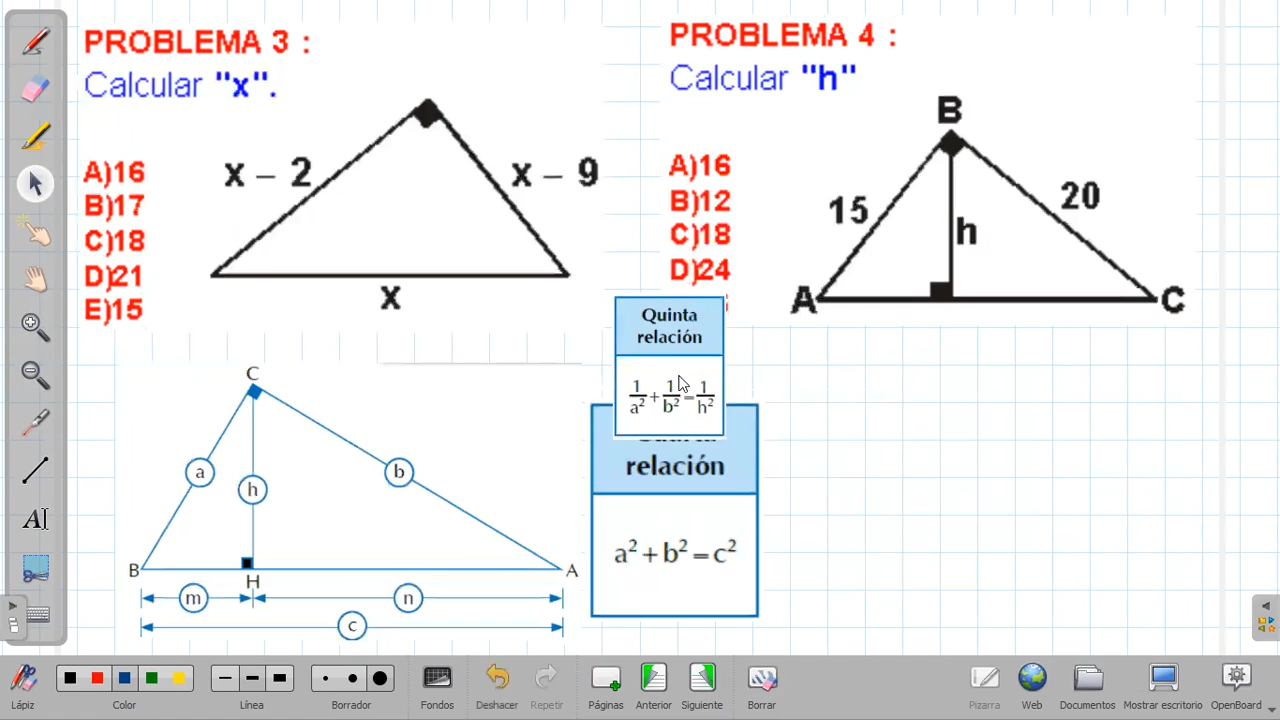 PROBLEMA 3 :
Calcular "x".
A)16
B)17
C)18
D)21
E)15
x – 2
x – 9
x
PROBLEMA 4 :
Calcular "h"
A)16
B)12
C)18
D)24
B
15
20
h
A
C
Quinta
relación
1/a² + 1/b² = 1/h²
relación
a² + b² = c²
C
a
b
h
B
H
A
m
n
c
A
Lápiz
Color
Línea
Borrador
Fondos
Deshacer
Repetir
Páginas
Anterior
Siguiente
Borrar
Pizarra
Web
Documentos
Mostrar escritorio
OpenBoard